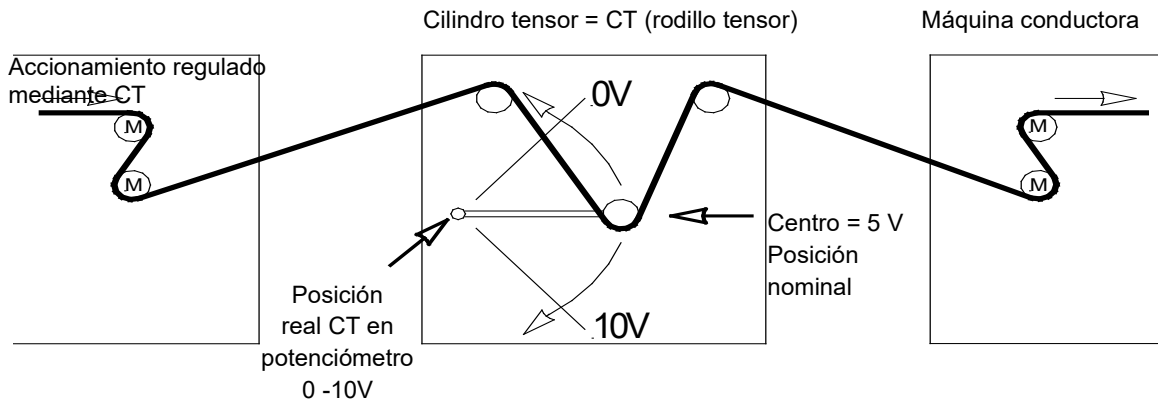 Cilindro tensor = CT (rodillo tensor)
Máquina conductora
Accionamiento regulado
mediante CT
M
M
0V
10V
Centro = 5 V
Posición
nominal
Posición
real CT en
potenciómetro
0 -10V
M
M